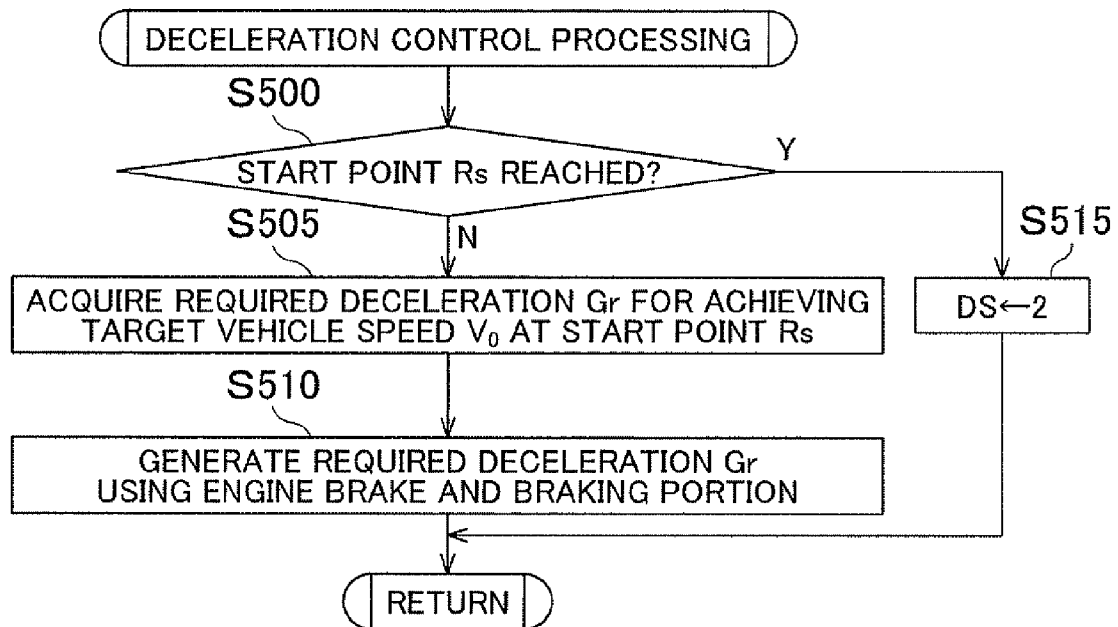 DECELERATION CONTROL PROCESSING
S500
START POINT Rs REACHED?
Y
N
S505
S515
ACQUIRE REQUIRED DECELERATION Gr FOR ACHIEVING
TARGET VEHICLE SPEED V₀ AT START POINT Rs
DS←2
S510
GENERATE REQUIRED DECELERATION Gr
USING ENGINE BRAKE AND BRAKING PORTION
RETURN